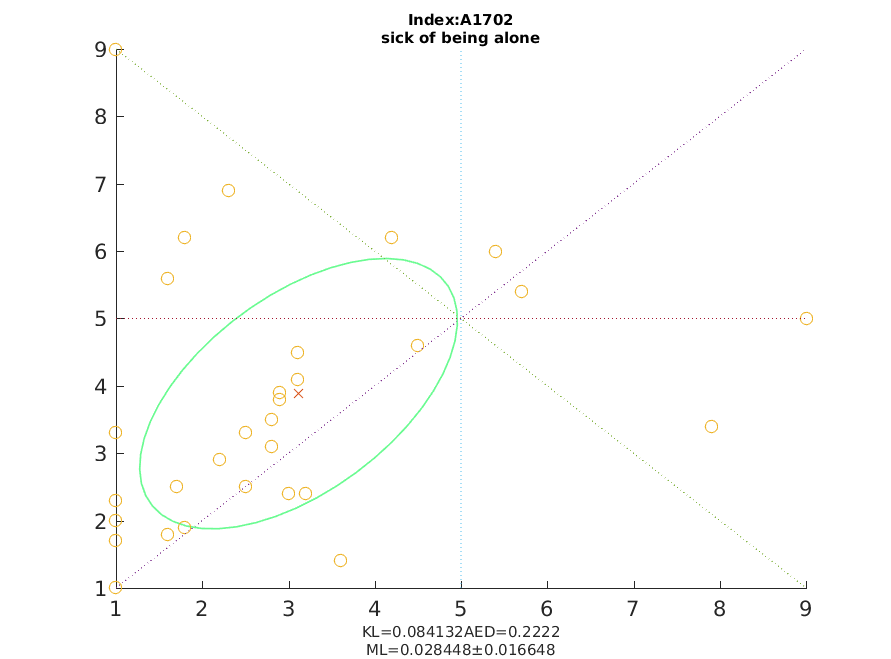 Index:A1702
sick of being alone
9
8
7
6
5
4
3
2
1
1 2 3 4 5 6 7 8 9
KL=0.084132AED=0.2222
ML=0.028448±0.016648